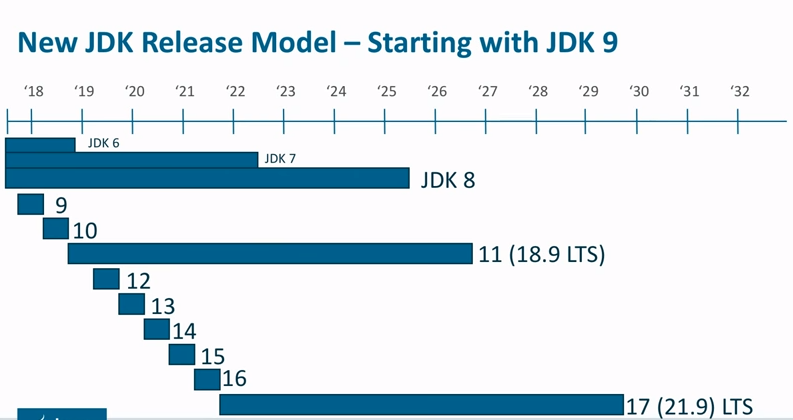 New JDK Release Model – Starting with JDK 9
‘18 ‘19 ‘20 ‘21 ‘22 ‘23 ‘24 ‘25 ‘26 ‘27 ‘28 ‘29 ‘30 ‘31 ‘32
JDK 6
JDK 7
JDK 8
9
10
11 (18.9 LTS)
12
13
14
15
16
17 (21.9) LTS